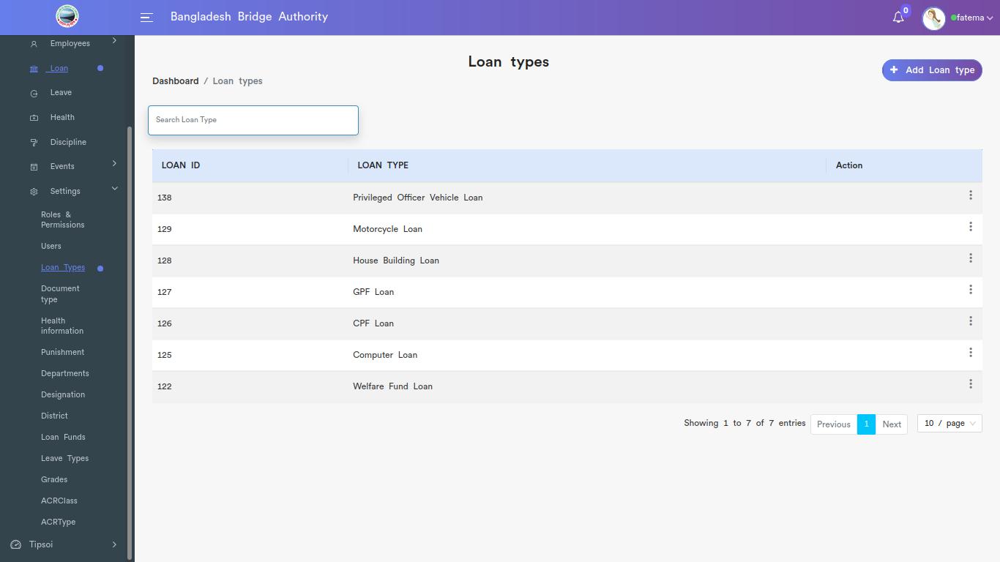 Bangladesh Bridge Authority
0
fatema
Employees
Loan
Leave
Health
Discipline
Events
Settings
Roles &
Permissions
Users
Loan Types
Document
type
Health
information
Punishment
Departments
Designation
District
Loan Funds
Leave Types
Grades
ACRClass
ACRType
Tipsoi
Loan types
Dashboard / Loan types
+ Add Loan type
Search Loan Type
LOAN ID LOAN TYPE Action
138 Privileged Officer Vehicle Loan
129 Motorcycle Loan
128 House Building Loan
127 GPF Loan
126 CPF Loan
125 Computer Loan
122 Welfare Fund Loan
Showing 1 to 7 of 7 entries Previous 1 Next 10 / page